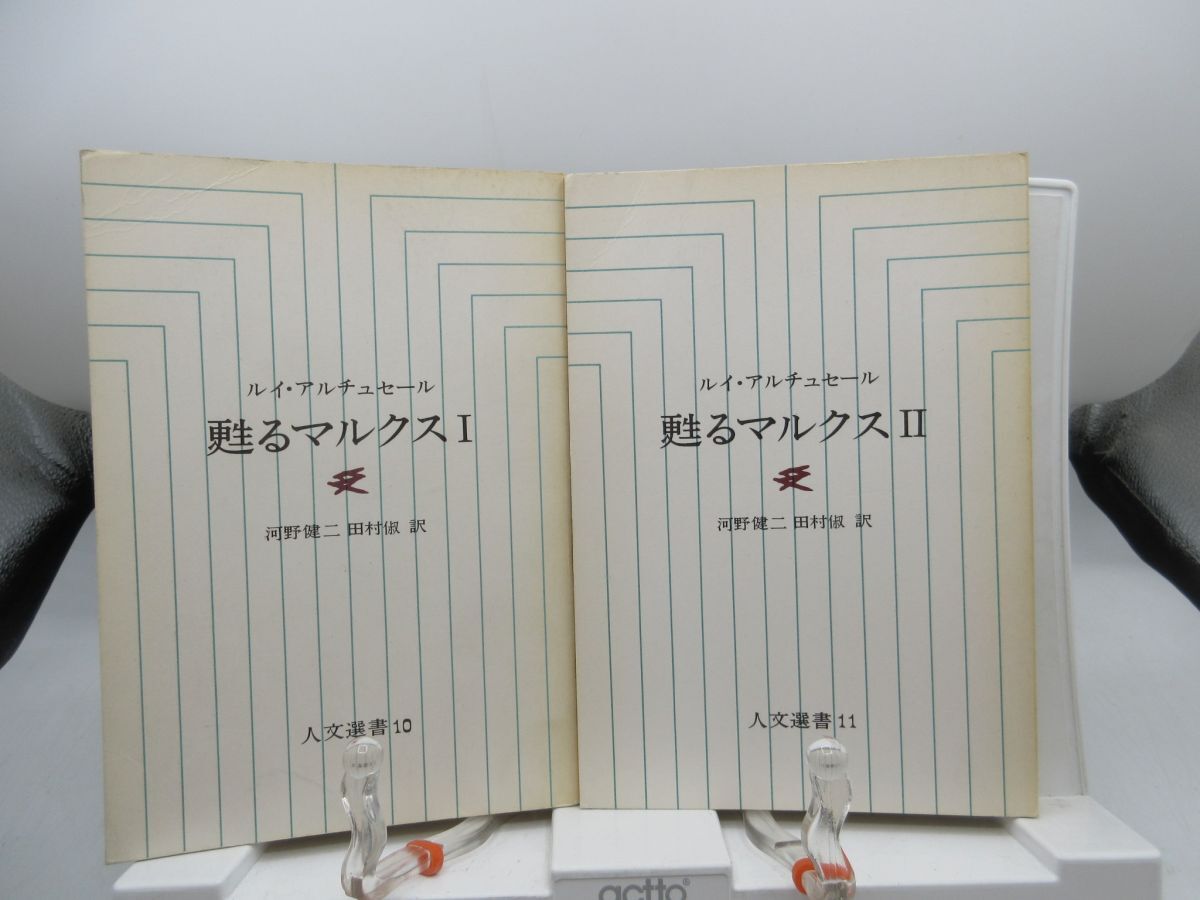 ルイ・アルチュセール
甦るマルクスⅠ
河野健二 田村俶 訳
人文選書10
ルイ・アルチュセール
甦るマルクスⅡ
河野健二 田村俶 訳
人文選書11
actto®